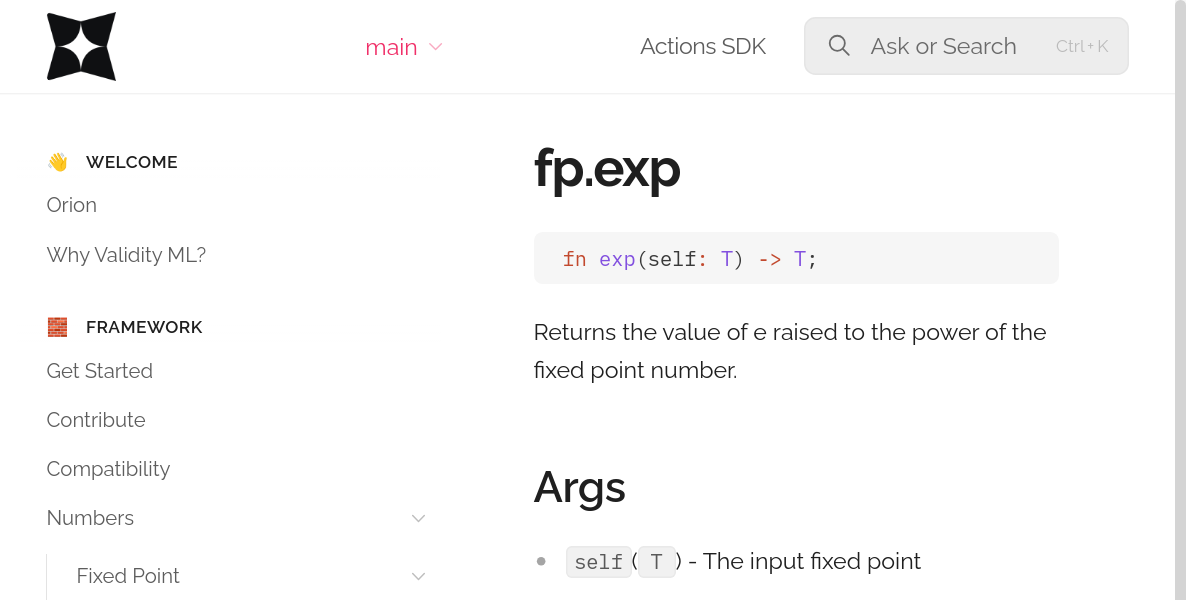 main
Actions SDK
Ask or Search
Ctrl + K
WELCOME
Orion
Why Validity ML?
FRAMEWORK
Get Started
Contribute
Compatibility
Numbers
Fixed Point
fp.exp
fn exp(self: T) -> T;
Returns the value of e raised to the power of the
fixed point number.
Args
self(T) - The input fixed point